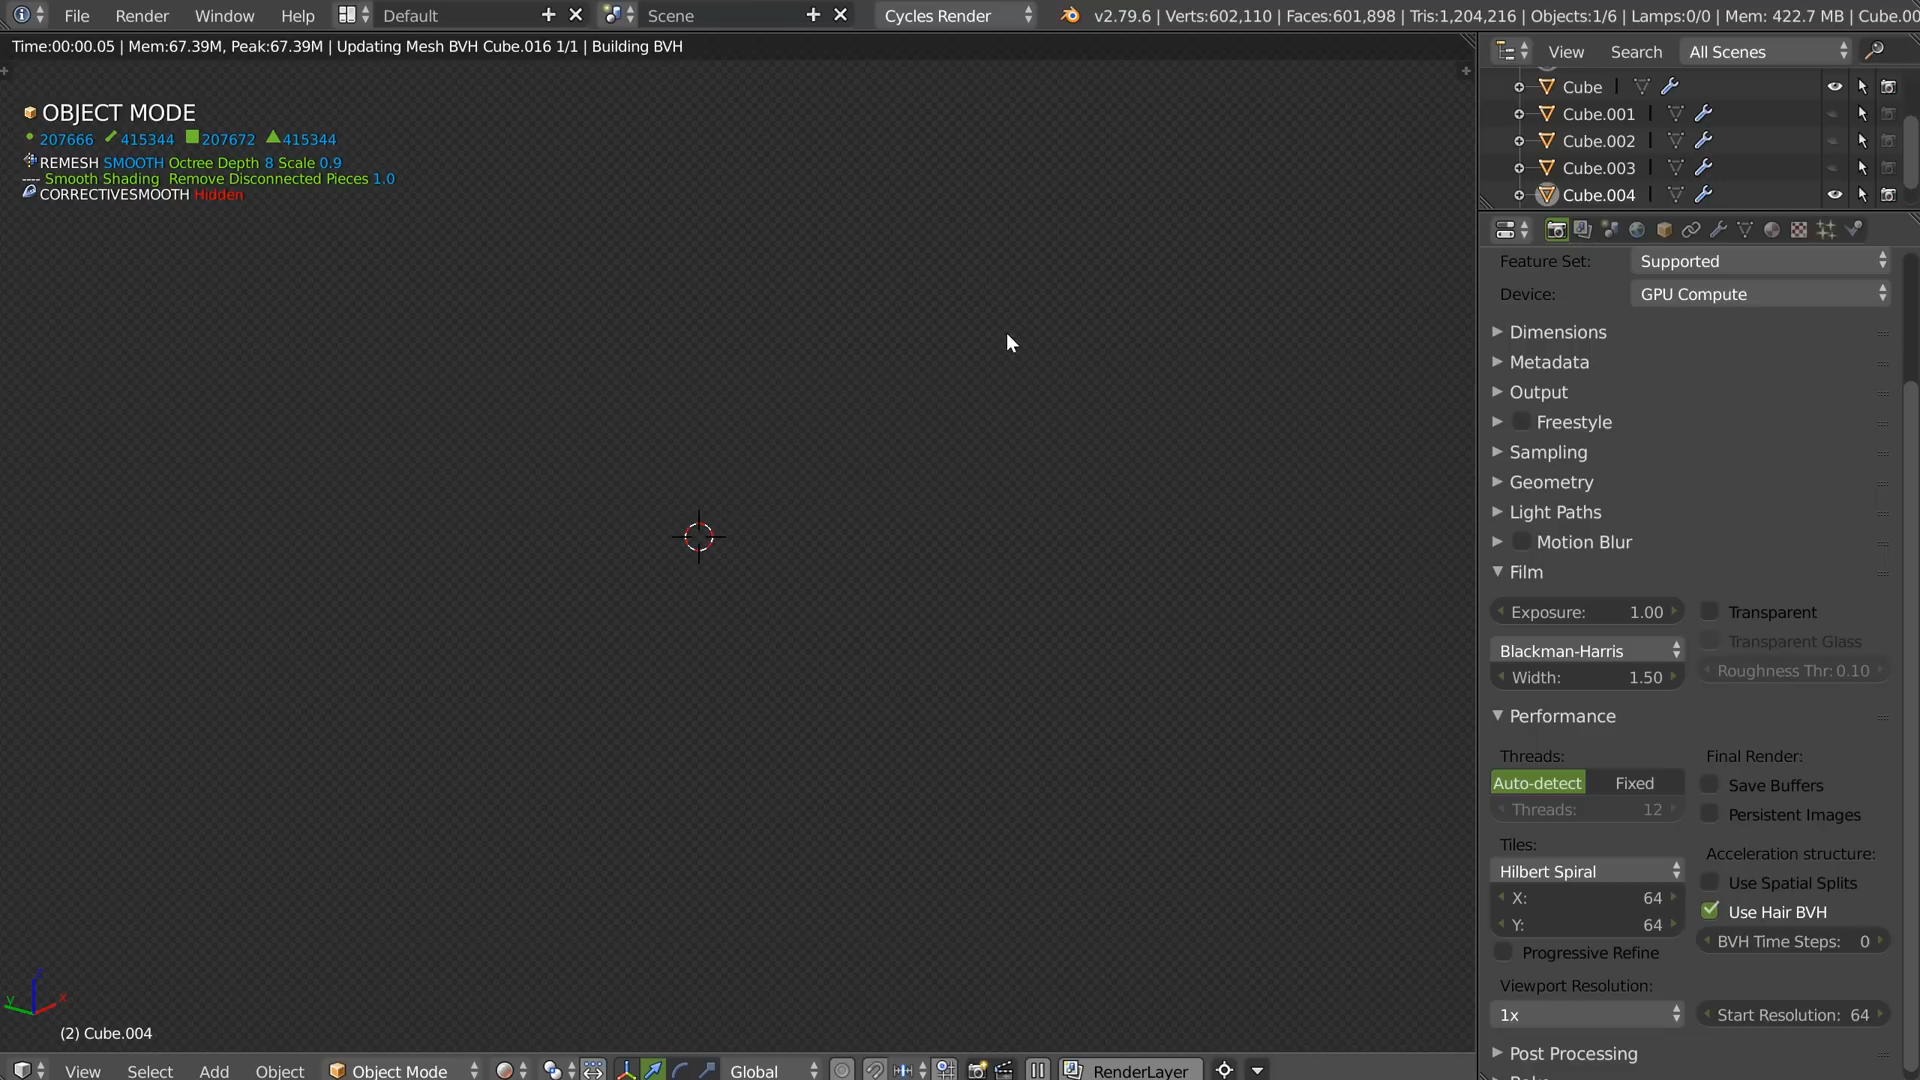 File Render Window Help Default Scene Cycles Render v2.79.6 | Verts:602,110 | Faces:601,898 | Tris:1,204,216 | Objects:1/6 | Lamps:0/0 | Mem: 422.7 MB | Cube.00
Time:00:00.05 | Mem:67.39M, Peak:67.39M | Updating Mesh BVH Cube.016 1/1 | Building BVH
OBJECT MODE
207666 415344 207672 415344
REMESH SMOOTH Octree Depth 8 Scale 0.9
---- Smooth Shading Remove Disconnected Pieces 1.0
CORRECTIVESMOOTH Hidden
y x z
(2) Cube.004
View Select Add Object Object Mode Global RenderLayer
View Search All Scenes
Cube
Cube.001
Cube.002
Cube.003
Cube.004
Feature Set: Supported
Device: GPU Compute
Dimensions
Metadata
Output
Freestyle
Sampling
Geometry
Light Paths
Motion Blur
Film
Exposure: 1.00 Transparent
Transparent Glass
Blackman-Harris
Roughness Thr: 0.10
Width: 1.50
Performance
Threads: Final Render:
Auto-detect Fixed Save Buffers
Threads: 12 Persistent Images
Tiles: Acceleration structure:
Hilbert Spiral Use Spatial Splits
X: 64 Use Hair BVH
Y: 64 BVH Time Steps: 0
Progressive Refine
Viewport Resolution:
1x Start Resolution: 64
Post Processing